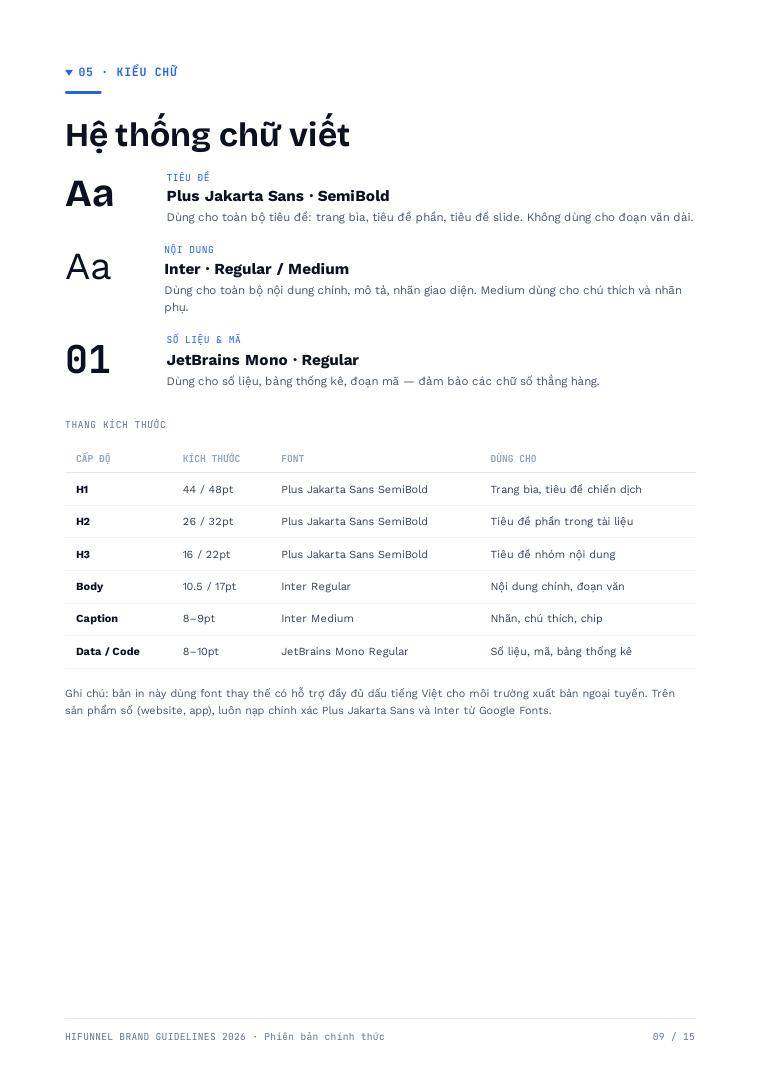 ▼ 05 · KIỂU CHỮ
Hệ thống chữ viết
Aa
TIÊU ĐỀ
Plus Jakarta Sans · SemiBold
Dùng cho toàn bộ tiêu đề: trang bìa, tiêu đề phần, tiêu đề slide. Không dùng cho đoạn văn dài.
Aa
NỘI DUNG
Inter · Regular / Medium
Dùng cho toàn bộ nội dung chính, mô tả, nhãn giao diện. Medium dùng cho chú thích và nhãn
phụ.
01
SỐ LIỆU & MÃ
JetBrains Mono · Regular
Dùng cho số liệu, bảng thống kê, đoạn mã — đảm bảo các chữ số thẳng hàng.
THANG KÍCH THƯỚC
CẤP ĐỘ KÍCH THƯỚC FONT DÙNG CHO
H1 44 / 48pt Plus Jakarta Sans SemiBold Trang bìa, tiêu đề chiến dịch
H2 26 / 32pt Plus Jakarta Sans SemiBold Tiêu đề phần trong tài liệu
H3 16 / 22pt Plus Jakarta Sans SemiBold Tiêu đề nhóm nội dung
Body 10.5 / 17pt Inter Regular Nội dung chính, đoạn văn
Caption 8–9pt Inter Medium Nhãn, chú thích, chip
Data / Code 8–10pt JetBrains Mono Regular Số liệu, mã, bảng thống kê
Ghi chú: bản in này dùng font thay thế có hỗ trợ đầy đủ dấu tiếng Việt cho môi trường xuất bản ngoại tuyến. Trên
sản phẩm số (website, app), luôn nạp chính xác Plus Jakarta Sans và Inter từ Google Fonts.
HIFUNNEL BRAND GUIDELINES 2026 · Phiên bản chính thức
09 / 15